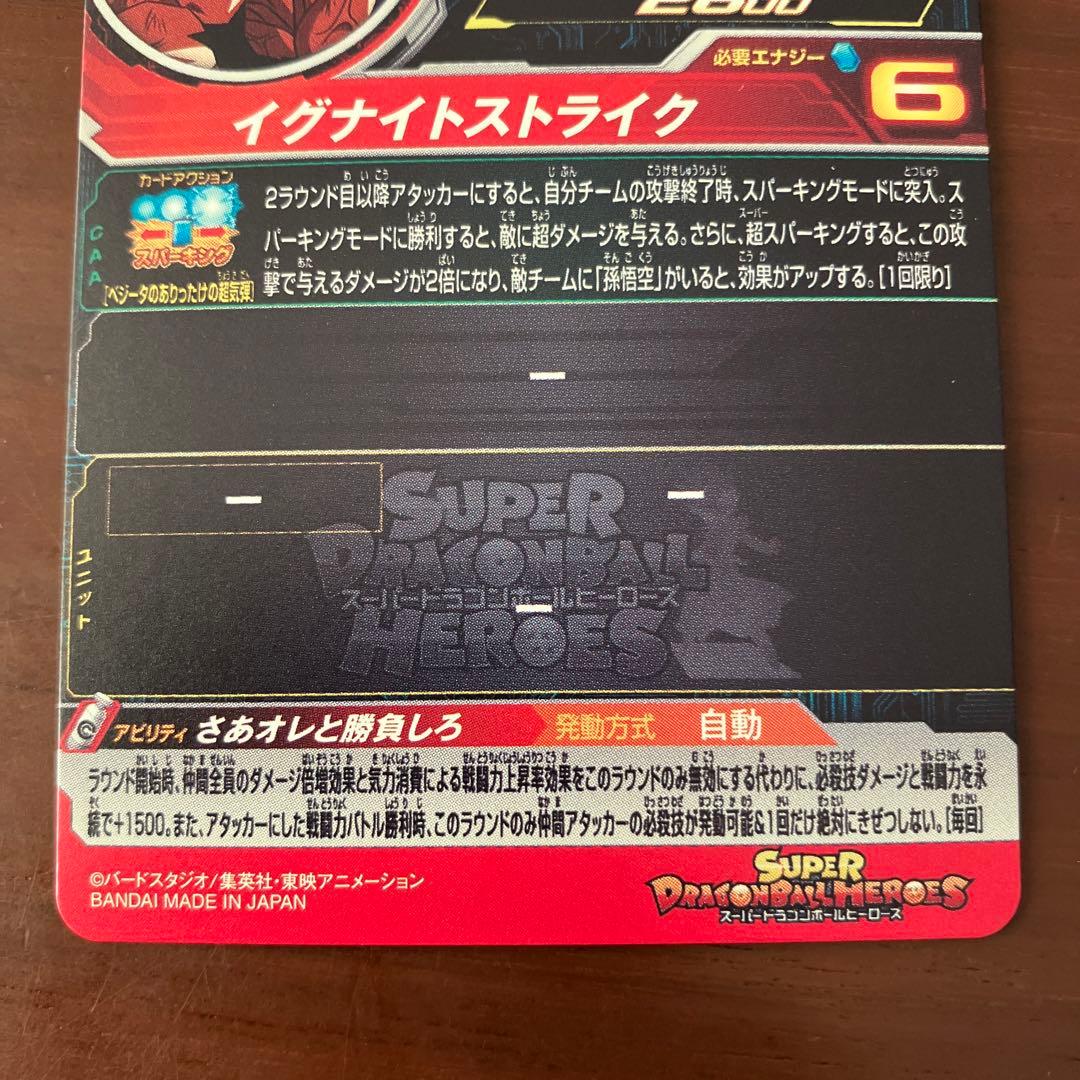 必要エナジー
6
イグナイトストライク
カードアクション
スパーキング
CAA
[ベジータのありったけの超気弾]
2ラウンド目以降アタッカーにすると、自分チームの攻撃終了時、スパーキングモードに突入。ス
パーキングモードに勝利すると、敵に超ダメージを与える。さらに、超スパーキングすると、この攻
撃で与えるダメージが2倍になり、敵チームに「孫悟空」がいると、効果がアップする。[1回限り]
ー
ー
ー
ユニット
SUPER
DRAGONBALL
スーパードラゴンボールヒーローズ
HEROES
ー
アビリティ さあオレと勝負しろ 発動方式 自動
ラウンド開始時、仲間全員のダメージ倍増効果と気力消費による戦闘力上昇率効果をこのラウンドのみ無効にする代わりに、必殺技ダメージと戦闘力を永
続で+1500。また、アタッカーにした戦闘力バトル勝利時、このラウンドのみ仲間アタッカーの必殺技が発動可能&1回だけ絶対にきぜつしない。[毎回]
©バードスタジオ/集英社・東映アニメーション
BANDAI MADE IN JAPAN
SUPER
DRAGONBALL HEROES
スーパードラゴンボールヒーローズ